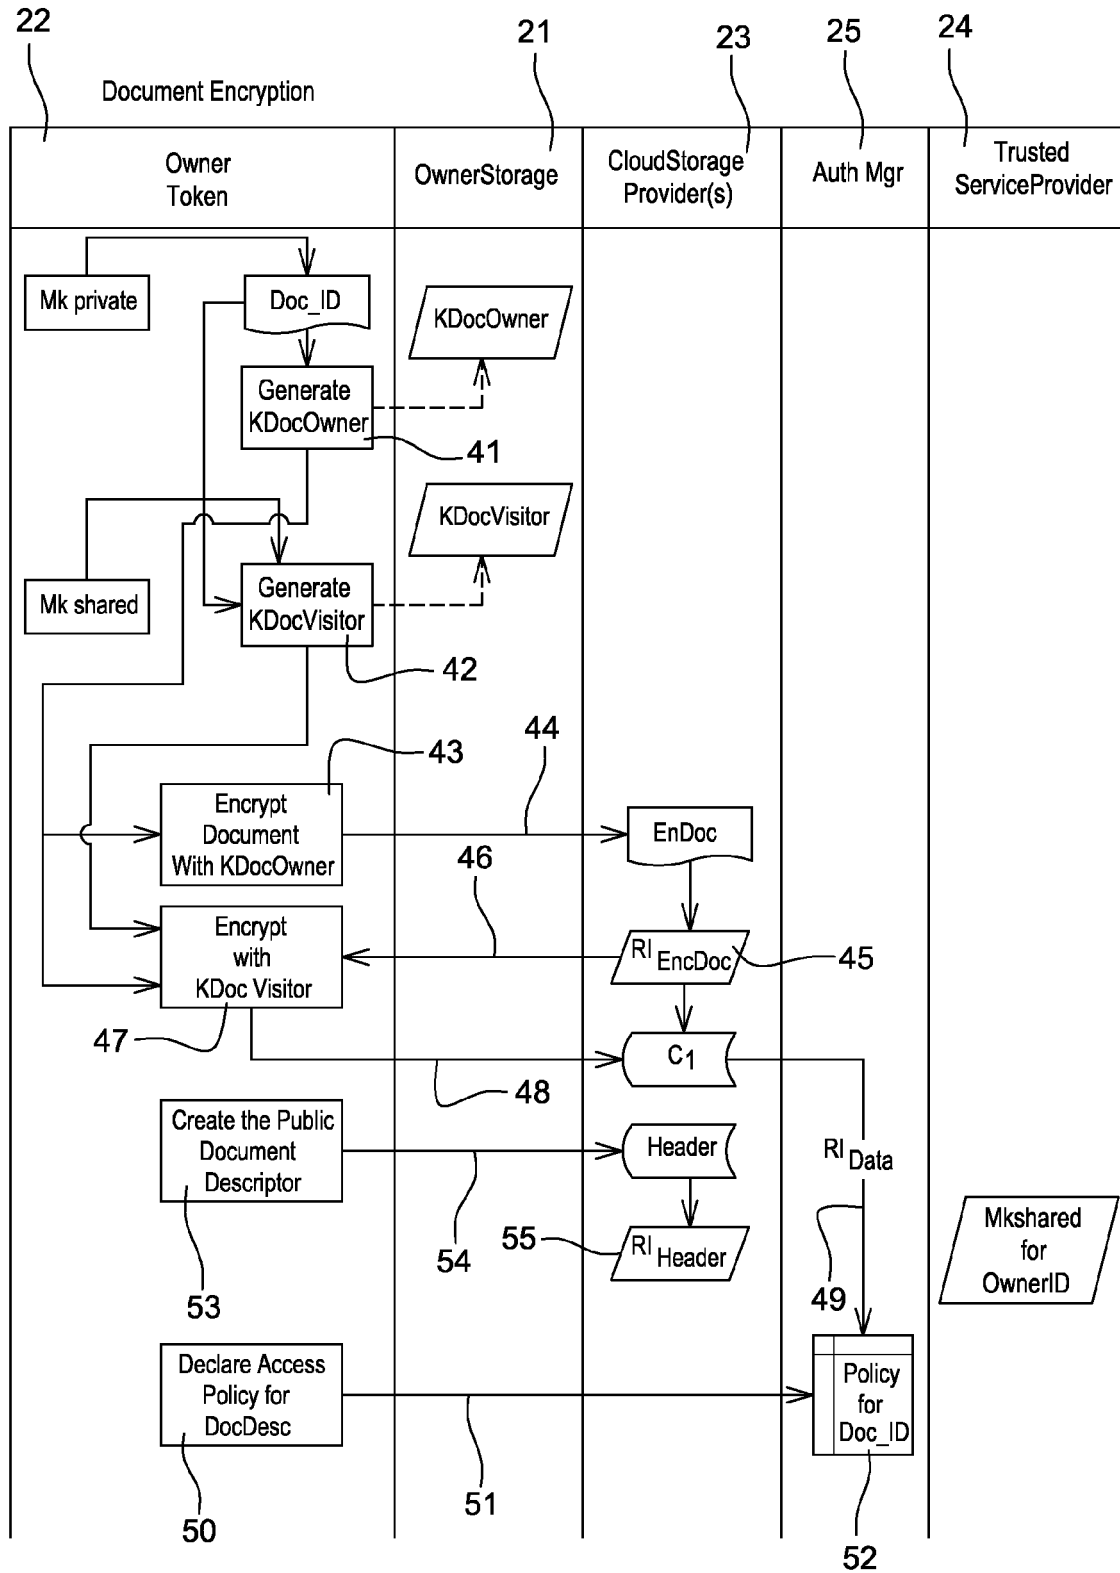 22
21
23
25
24
Document Encryption
Owner
Token
OwnerStorage
CloudStorage
Provider(s)
Auth Mgr
Trusted
ServiceProvider
Mk private
Doc_ID
KDocOwner
Generate
KDocOwner
41
KDocVisitor
Mk shared
Generate
KDocVisitor
42
43
44
Encrypt
Document
With KDocOwner
EnDoc
46
Encrypt
with
KDoc Visitor
RI EncDoc
45
47
C1
48
Create the Public
Document
Descriptor
Header
RI Data
54
55
RI Header
53
49
Mkshared
for
OwnerID
Declare Access
Policy for
DocDesc
Policy
for
Doc_ID
50
51
52